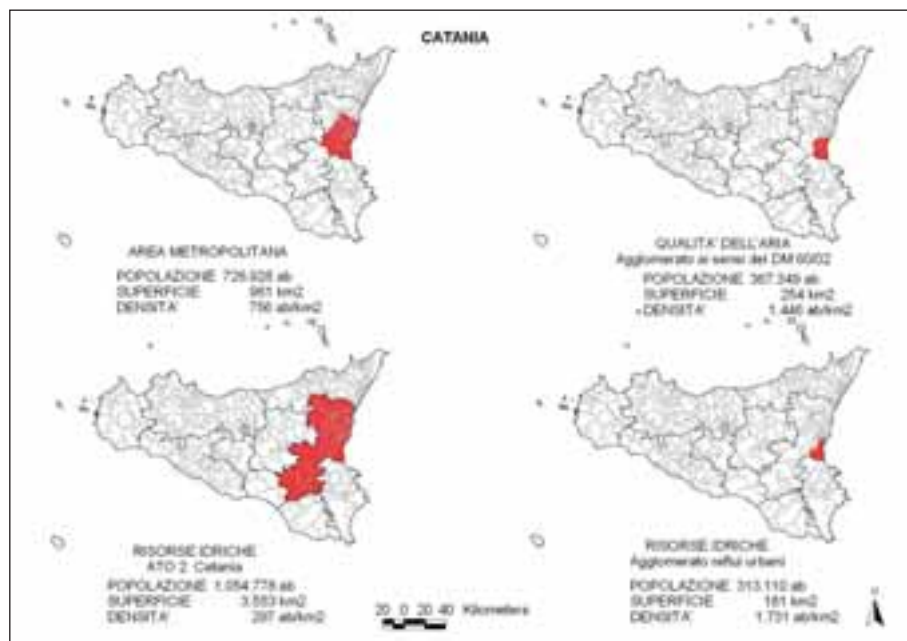 CATANIA
AREA METROPOLITANA
POPOLAZIONE 726.928 ab
SUPERFICIE 961 km2
DENSITA' 756 ab/km2
QUALITA' DELL'ARIA
Agglomerato ai sensi del DM 60/02
POPOLAZIONE 367.349 ab
SUPERFICIE 254 km2
DENSITA' 1.446 ab/km2
RISORSE IDRICHE
ATO 2 Catania
POPOLAZIONE 1.054.778 ab
SUPERFICIE 3.553 km2
DENSITA' 297 ab/km2
RISORSE IDRICHE
Agglomerato reflui urbani
POPOLAZIONE 313.110 ab
SUPERFICIE 181 km2
DENSITA' 1.731 ab/km2
20 0 20 40 Kilometers